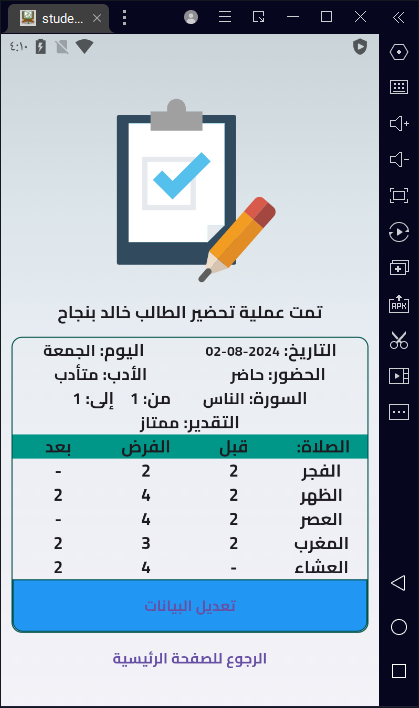 stude...
٤:١٠
تمت عملية تحضير الطالب خالد بنجاح
التاريخ: 2024-08-02 اليوم: الجمعة
الحضور: حاضر الأدب: متأدب
السورة: الناس من: 1 إلى: 1
التقدير: ممتاز
الصلاة: قبل الفرض بعد
الفجر 2 2 -
الظهر 2 4 2
العصر 2 4 -
المغرب 2 3 2
العشاء - 4 2
تعديل البيانات
الرجوع للصفحة الرئيسية
APK